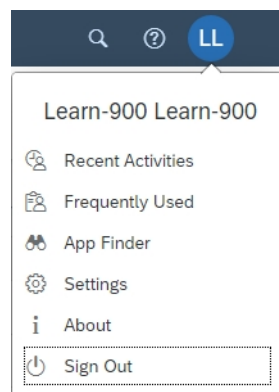 LL
Learn-900 Learn-900
Recent Activities
Frequently Used
App Finder
Settings
About
Sign Out